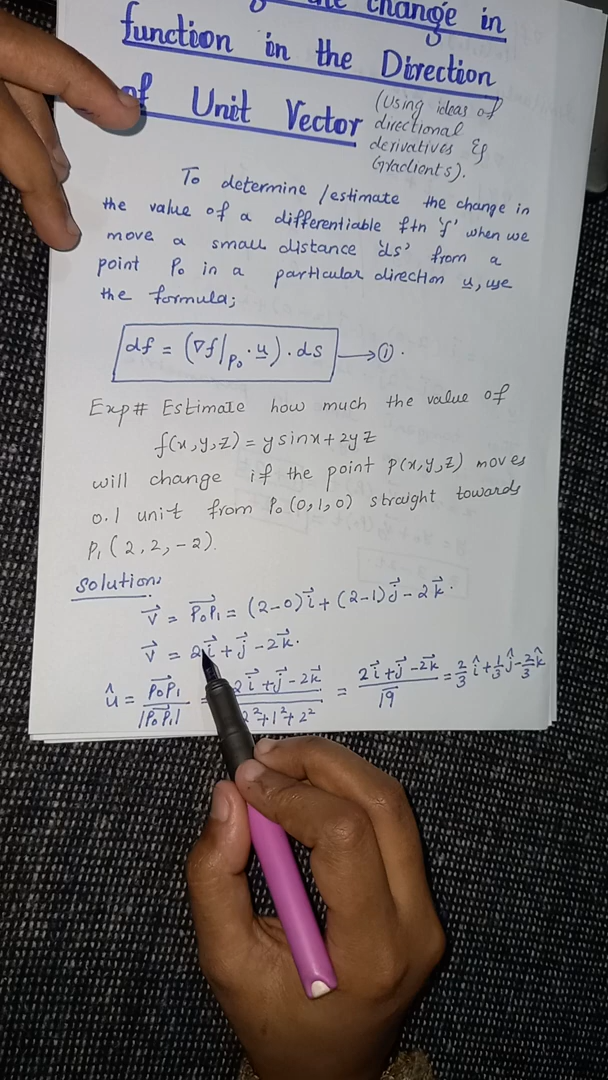 the change in
function in the Direction
of Unit Vector
(Using ideas of
directional
derivatives &
Gradients).
To determine / estimate the change in
the value of a differentiable ftn 'f' when we
move a small distance 'ds' from a
point P₀ in a particular direction u, use
the formula;
df = (∇f|P₀ · u) · ds → ①.
Exp# Estimate how much the value of
f(x,y,z) = y sinx + 2yz
will change if the point P(x,y,z) moves
0.1 unit from P₀(0,1,0) straight towards
P₁(2,2,-2).
Solution:
v⃗ = P₀P₁⃗ = (2-0)i⃗ + (2-1)j⃗ - 2k⃗.
v⃗ = 2i⃗ + j⃗ - 2k⃗.
û = P₀P₁⃗ / |P₀P₁⃗| = 2i⃗ + j⃗ - 2k⃗ / 2²+1²+2² = 2i⃗ + j⃗ - 2k⃗ / √9 = 2/3 î + 1/3 ĵ - 2/3 k̂